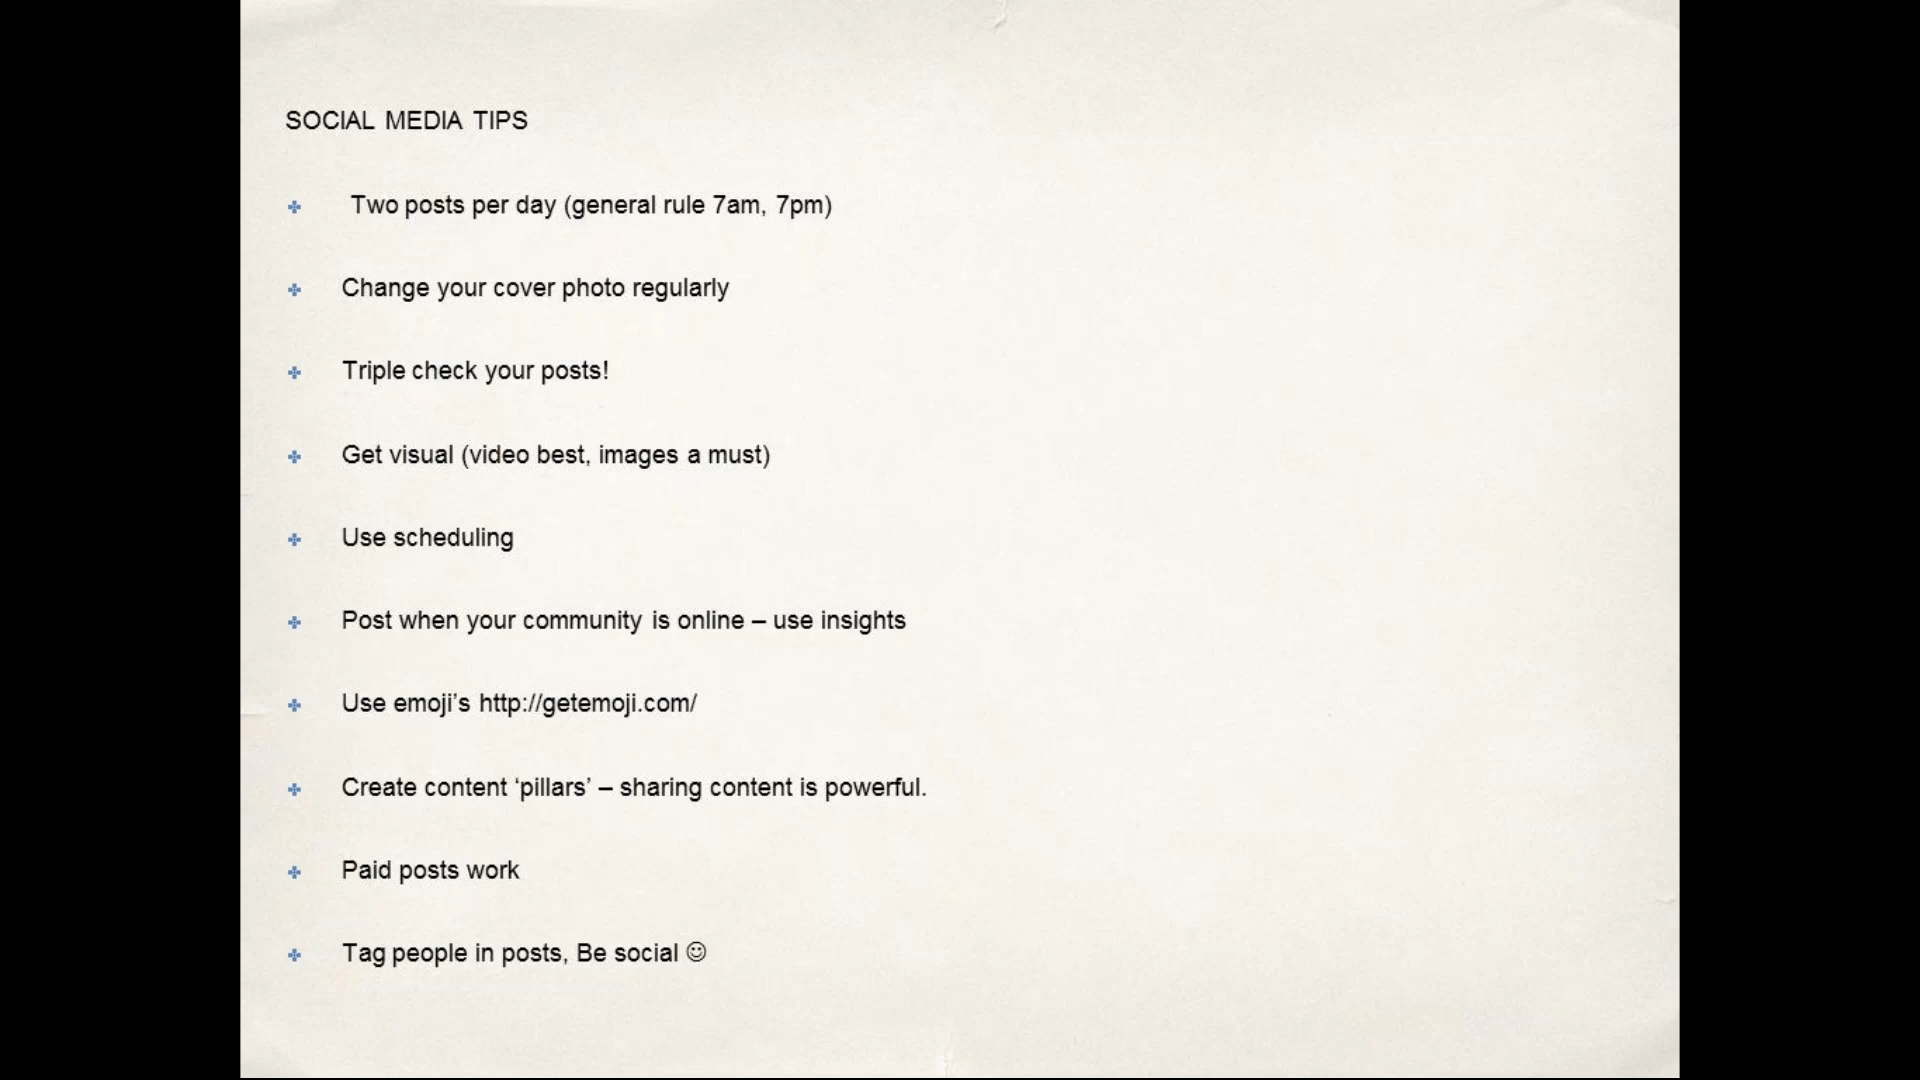 SOCIAL MEDIA TIPS
Two posts per day (general rule 7am, 7pm)
Change your cover photo regularly
Triple check your posts!
Get visual (video best, images a must)
Use scheduling
Post when your community is online – use insights
Use emoji’s http://getemoji.com/
Create content ‘pillars’ – sharing content is powerful.
Paid posts work
Tag people in posts, Be social ☺